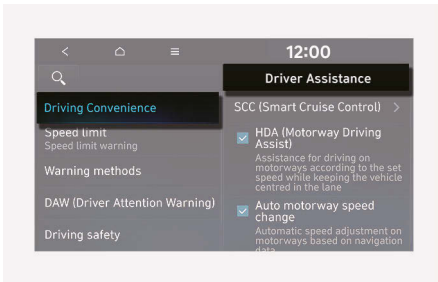 12:00
Driver Assistance
Driving Convenience
Speed limit
Speed limit warning
Warning methods
DAW (Driver Attention Warning)
Driving safety
SCC (Smart Cruise Control)
HDA (Motorway Driving
Assist)
Assistance for driving on
motorways according to the set
speed while keeping the vehicle
centred in the lane
Auto motorway speed
change
Automatic speed adjustment on
motorways based on navigation
data